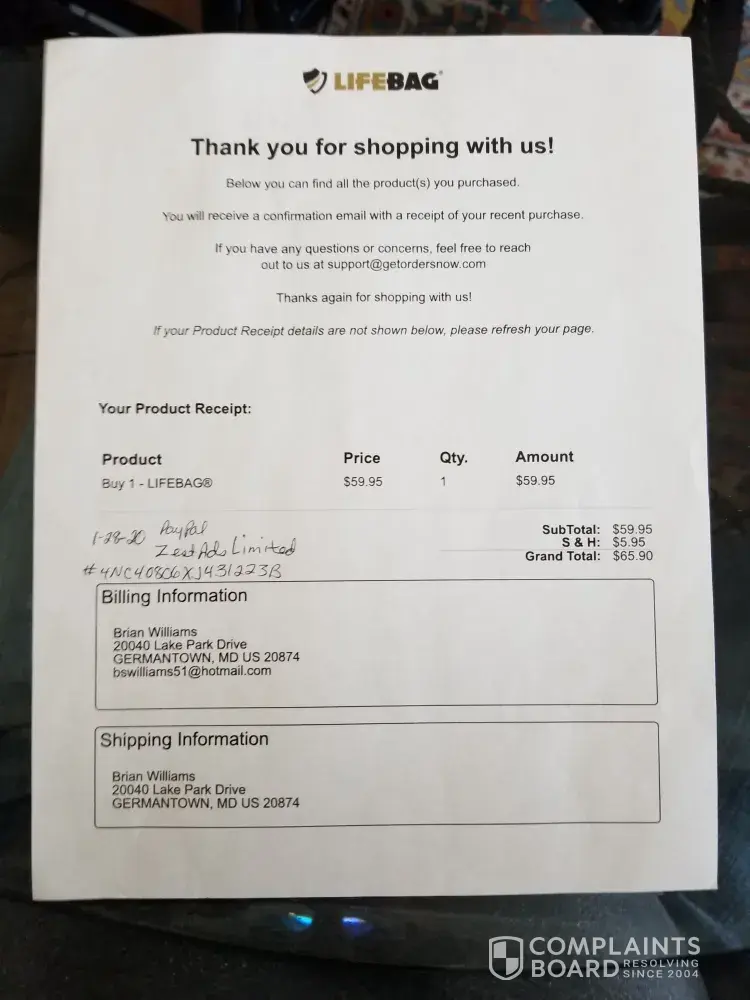 LIFEBAG®
Thank you for shopping with us!
Below you can find all the product(s) you purchased.
You will receive a confirmation email with a receipt of your recent purchase.
If you have any questions or concerns, feel free to reach
out to us at support@getordersnow.com
Thanks again for shopping with us!
If your Product Receipt details are not shown below, please refresh your page.
Your Product Receipt:
Product Price Qty. Amount
Buy 1 - LIFEBAG® $59.95 1 $59.95
SubTotal: $59.95
S & H: $5.95
Grand Total: $65.90
1-28-20 PayPal
ZestAds Limited
#4NC40806XJ431223B
Billing Information
Brian Williams
20040 Lake Park Drive
GERMANTOWN, MD US 20874
bswilliams51@hotmail.com
Shipping Information
Brian Williams
20040 Lake Park Drive
GERMANTOWN, MD US 20874
COMPLAINTS
BOARD RESOLVING
SINCE 2004